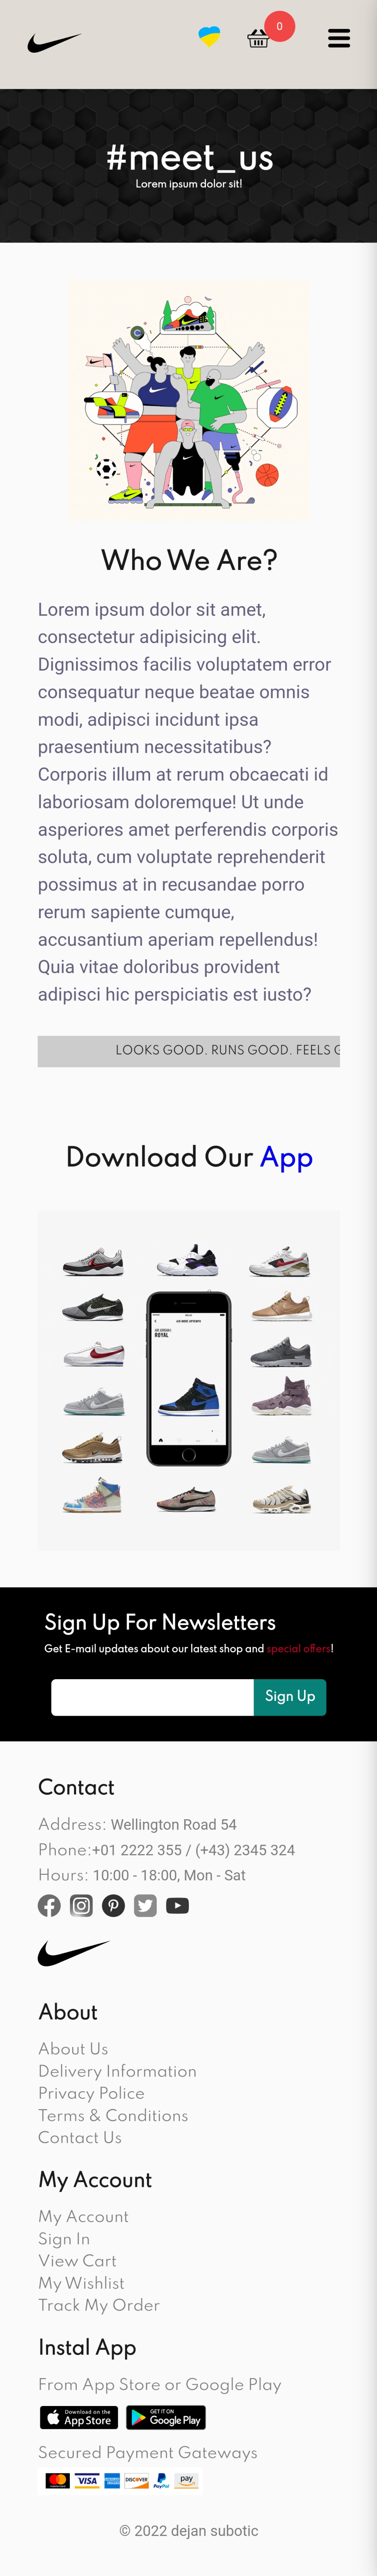 0
#meet_us
Lorem ipsum dolor sit!
Who We Are?
Lorem ipsum dolor sit amet,
consectetur adipisicing elit.
Dignissimos facilis voluptatem error
consequatur neque beatae omnis
modi, adipisci incidunt ipsa
praesentium necessitatibus?
Corporis illum at rerum obcaecati id
laboriosam doloremque! Ut unde
asperiores amet perferendis corporis
soluta, cum voluptate reprehenderit
possimus at in recusandae porro
rerum sapiente cumque,
accusantium aperiam repellendus!
Quia vitae doloribus provident
adipisci hic perspiciatis est iusto?
LOOKS GOOD. RUNS GOOD. FEELS G
Download Our App
ROYAL
Sign Up For Newsletters
Get E-mail updates about our latest shop and special offers!
Sign Up
Contact
Address: Wellington Road 54
Phone:+01 2222 355 / (+43) 2345 324
Hours: 10:00 - 18:00, Mon - Sat
About
About Us
Delivery Information
Privacy Police
Terms & Conditions
Contact Us
My Account
My Account
Sign In
View Cart
My Wishlist
Track My Order
Instal App
From App Store or Google Play
Download on the App Store
GET IT ON Google Play
Secured Payment Gateways
VISA DISCOVER PayPal pay
© 2022 dejan subotic